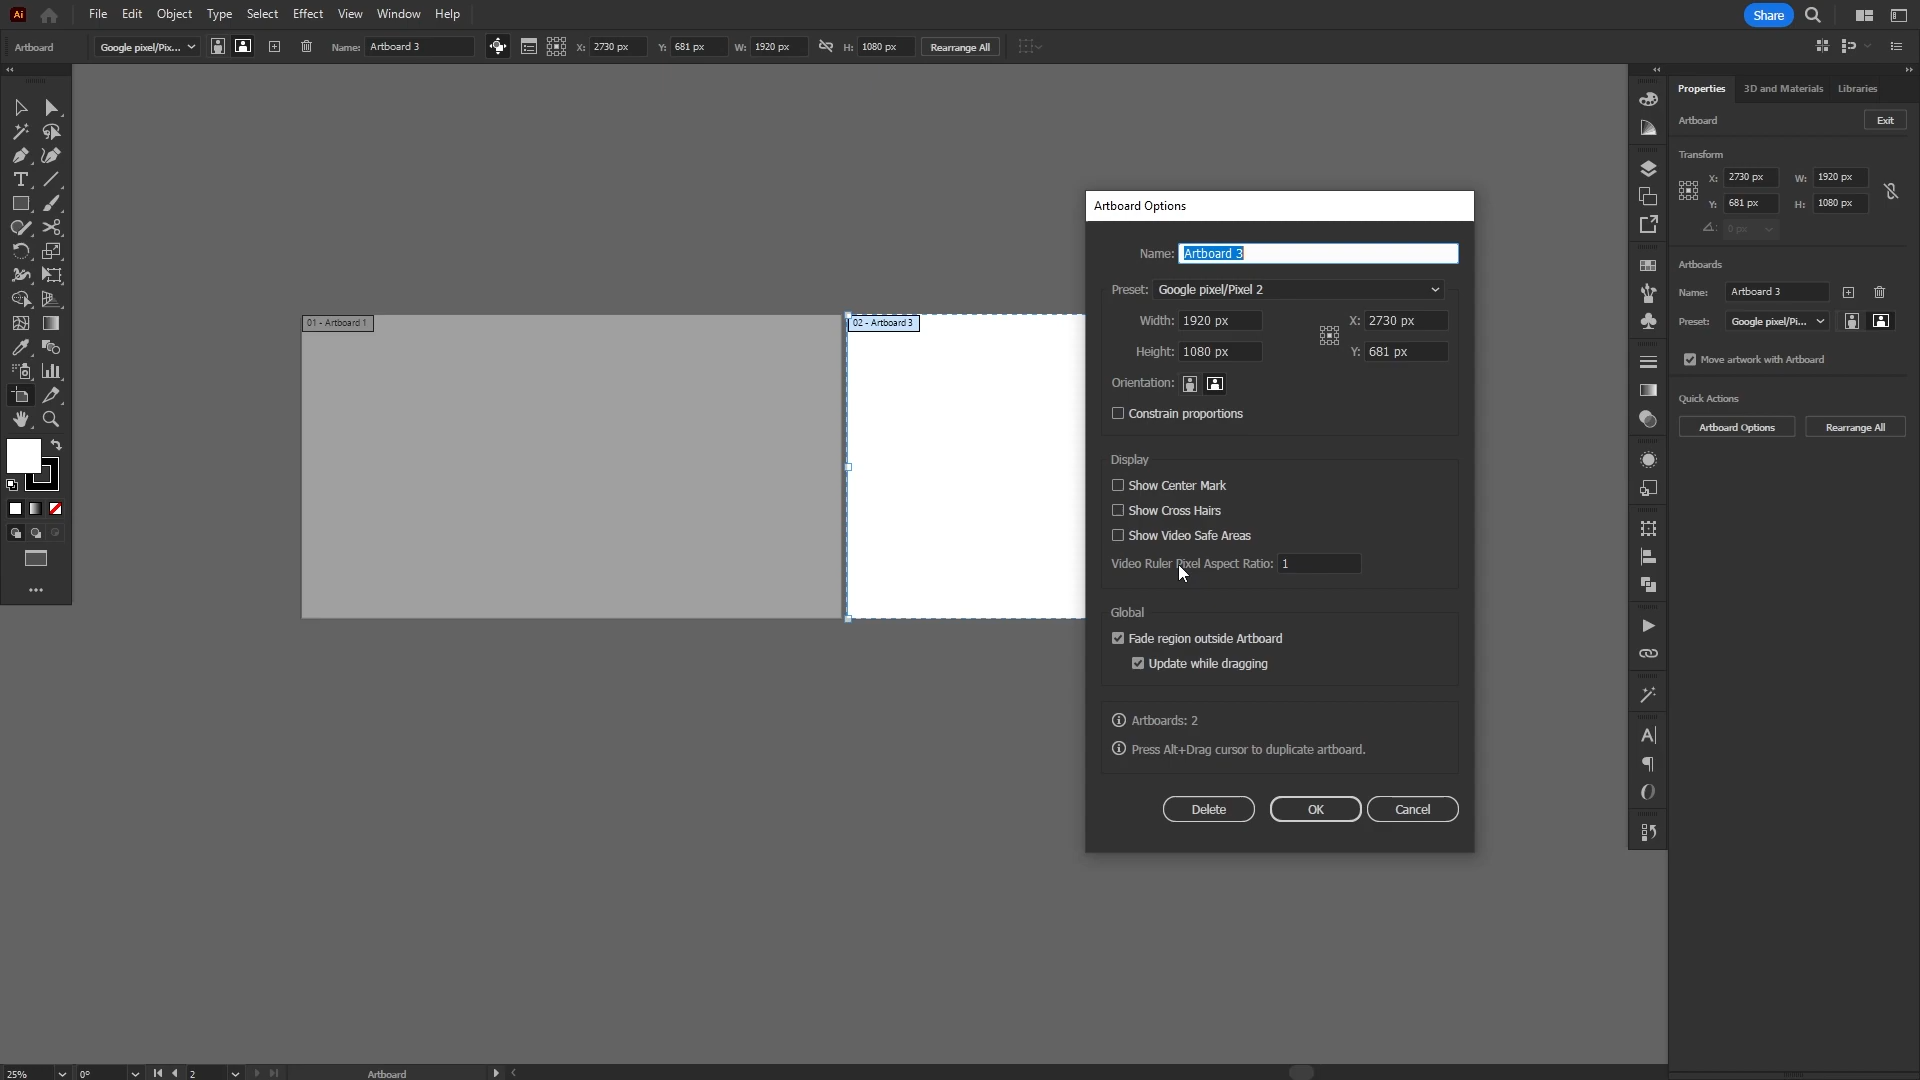 Ai File Edit Object Type Select Effect View Window Help Share
Artboard Google pixel/Pix... Name: Artboard 3 X: 2730 px Y: 681 px W: 1920 px H: 1080 px Rearrange All
Properties 3D and Materials Libraries
Artboard Exit
Transform
X: 2730 px W: 1920 px
Y: 681 px H: 1080 px
0 px
Artboards
Name: Artboard 3
Preset: Google pixel/Pi...
Move artwork with Artboard
Quick Actions
Artboard Options Rearrange All
01 - Artboard 1
02 - Artboard 3
Artboard Options
Name: Artboard 3
Preset: Google pixel/Pixel 2
Width: 1920 px X: 2730 px
Height: 1080 px Y: 681 px
Orientation:
Constrain proportions
Display
Show Center Mark
Show Cross Hairs
Show Video Safe Areas
Video Ruler Pixel Aspect Ratio: 1
Global
Fade region outside Artboard
Update while dragging
Artboards: 2
Press Alt+Drag cursor to duplicate artboard.
Delete OK Cancel
25% 0° 2 Artboard